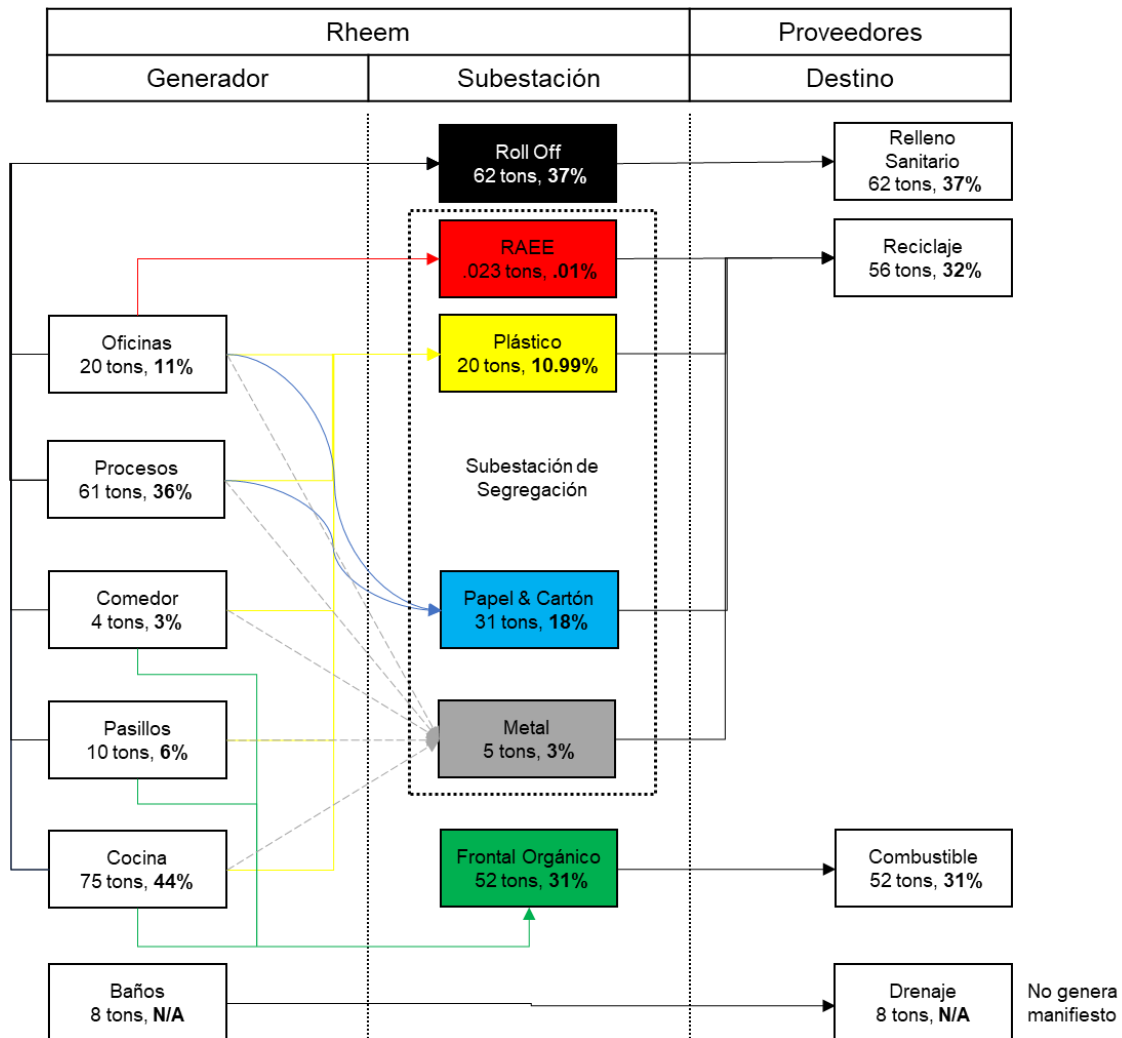 Rheem
Proveedores
Generador
Subestación
Destino
Roll Off
62 tons, 37%
Relleno
Sanitario
62 tons, 37%
RAEE
.023 tons, .01%
Reciclaje
56 tons, 32%
Oficinas
20 tons, 11%
Plástico
20 tons, 10.99%
Procesos
61 tons, 36%
Subestación de
Segregación
Comedor
4 tons, 3%
Papel & Cartón
31 tons, 18%
Pasillos
10 tons, 6%
Metal
5 tons, 3%
Cocina
75 tons, 44%
Frontal Orgánico
52 tons, 31%
Combustible
52 tons, 31%
Baños
8 tons, N/A
Drenaje
8 tons, N/A
No genera
manifiesto